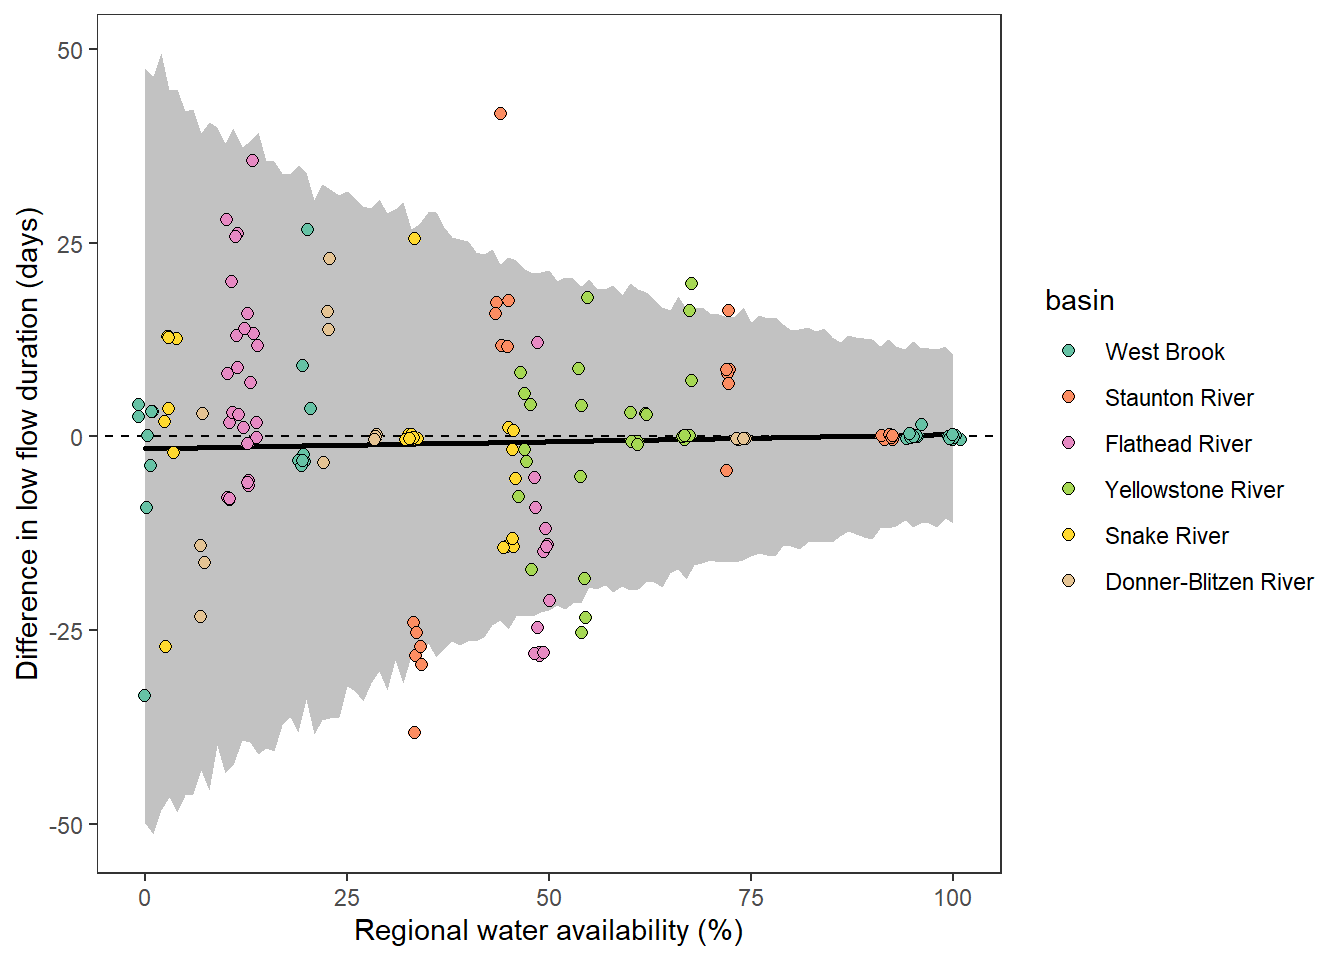 50
25
0
-25
-50
Difference in low flow duration (days)
0
25
50
75
100
Regional water availability (%)
basin
West Brook
Staunton River
Flathead River
Yellowstone River
Snake River
Donner-Blitzen River